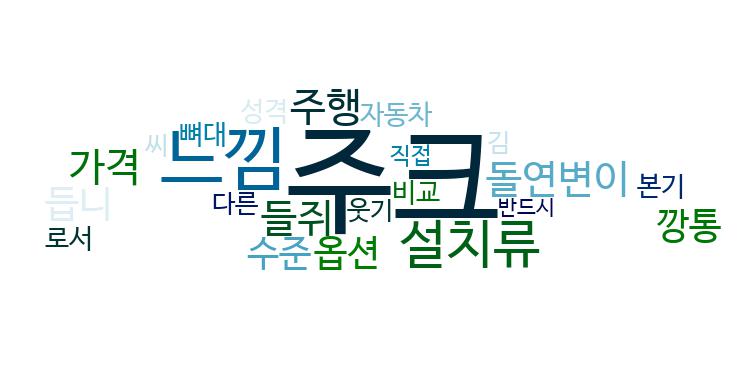 성격
주행
자동차
씨
뼈대
느낌
주크
직접
김
가격
돌연변이
듭니
다른
들쥐
웃기
비교
반드시
본기
로서
수준
옵션
설치류
깡통